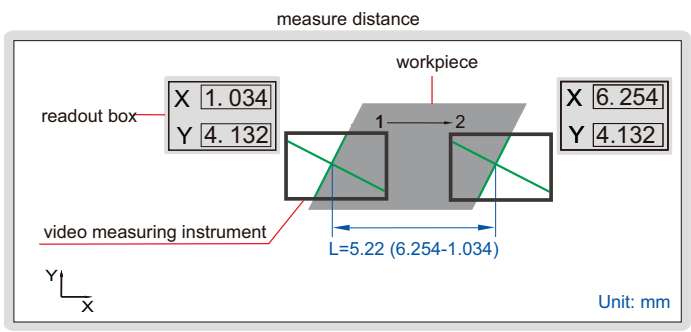 measure distance
workpiece
readout box
X 1.034
Y 4.132
X 6.254
Y 4.132
1
2
video measuring instrument
L=5.22 (6.254-1.034)
Y
X
Unit: mm